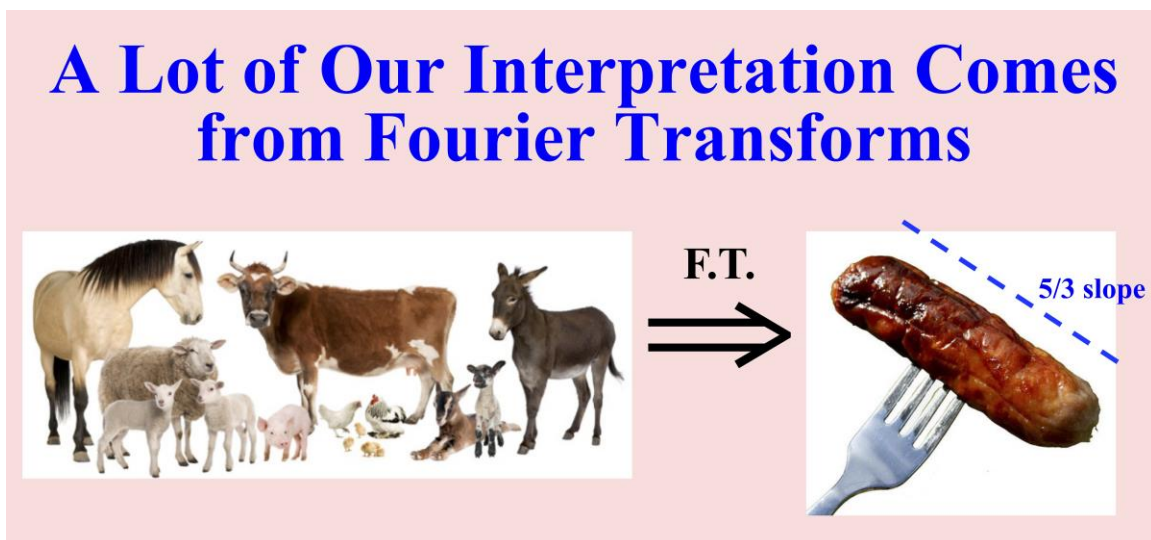 A Lot of Our Interpretation Comes
from Fourier Transforms
F.T.
5/3 slope